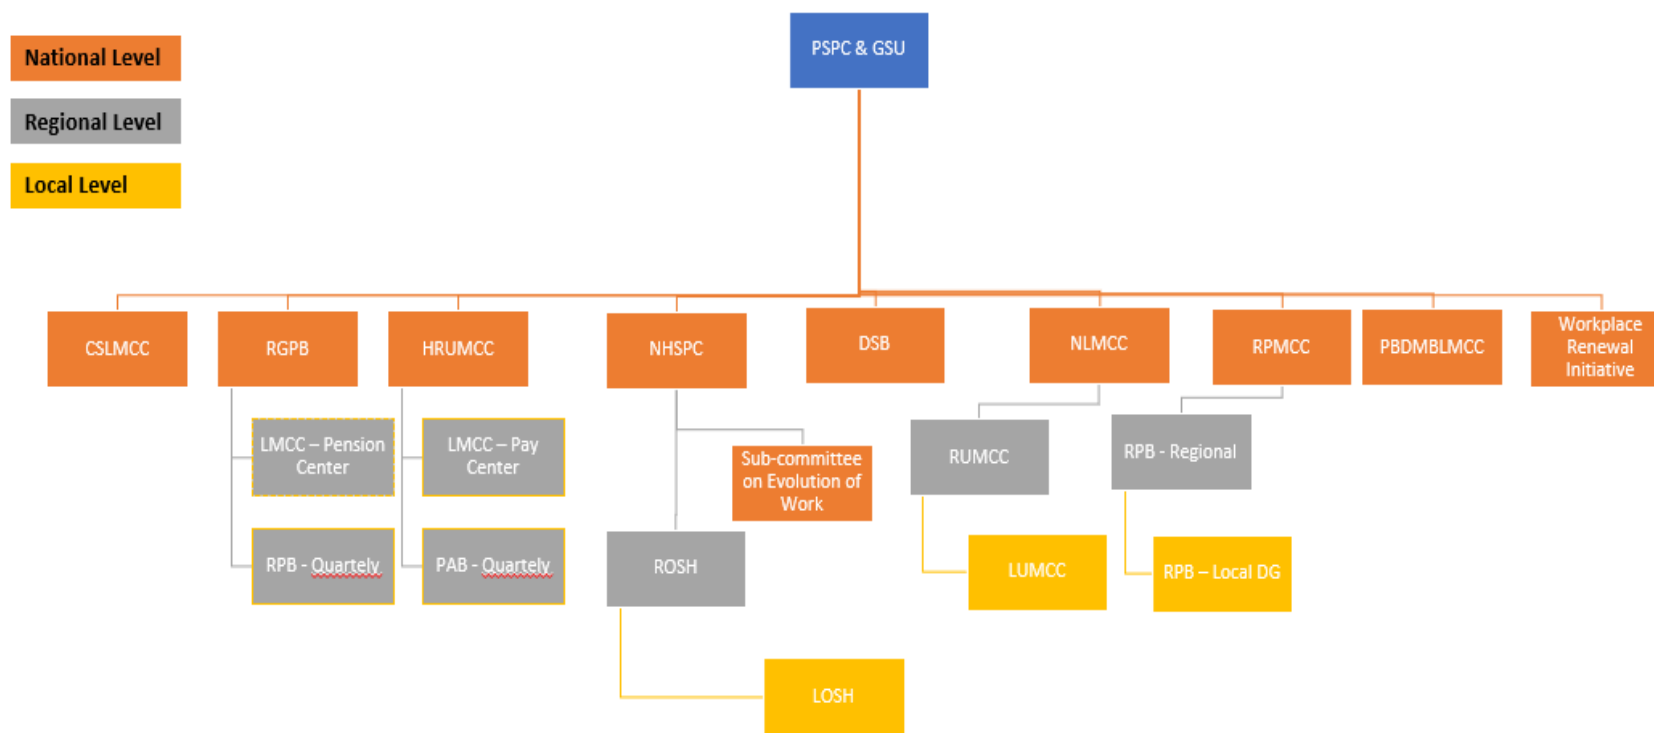 PSPC & GSU
National Level
Regional Level
Local Level
CSLMCC
RGPB
HRUMCC
NHSPC
DSB
NLMCC
RPMCC
PBDMBLMCC
Workplace
Renewal
Initiative
LMCC – Pension
Center
LMCC – Pay
Center
Sub-committee
on Evolution of
Work
RUMCC
RPB - Regional
RPB - Quartely
PAB - Quartely
ROSH
LUMCC
RPB – Local DG
LOSH